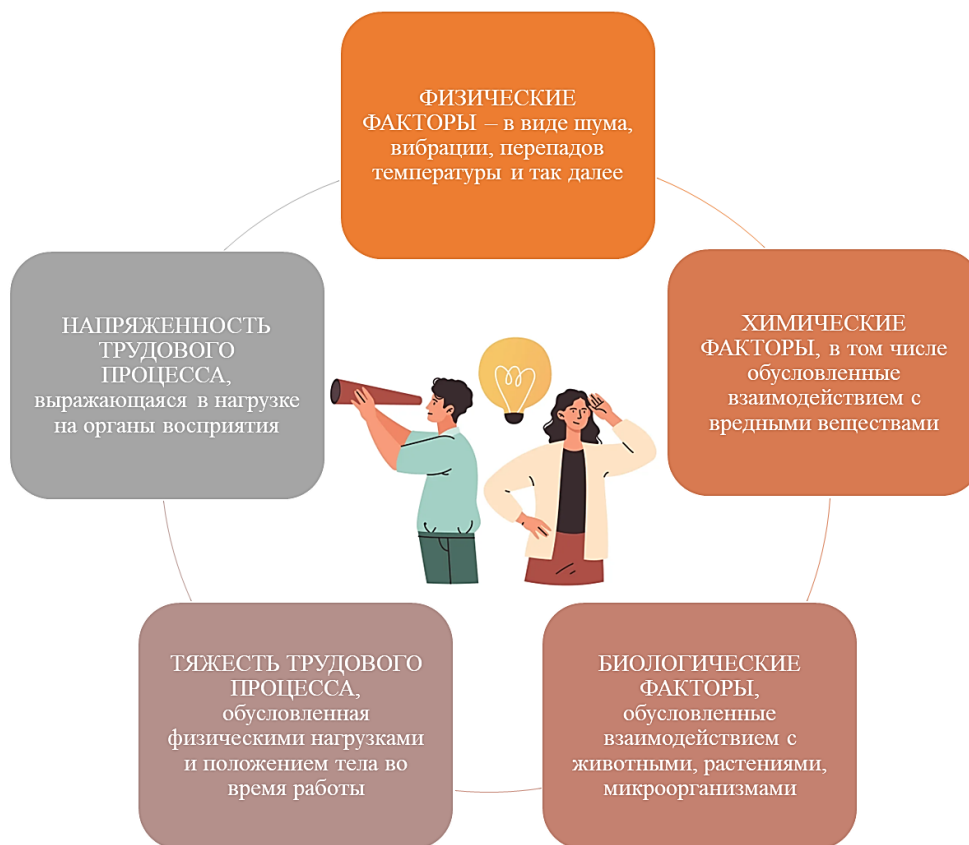 ФИЗИЧЕСКИЕ
ФАКТОРЫ – в виде шума,
вибрации, перепадов
температуры и так далее
ХИМИЧЕСКИЕ
ФАКТОРЫ, в том числе
обусловленные
взаимодействием с
вредными веществами
БИОЛОГИЧЕСКИЕ
ФАКТОРЫ,
обусловленные
взаимодействием с
животными, растениями,
микроорганизмами
ТЯЖЕСТЬ ТРУДОВОГО
ПРОЦЕССА,
обусловленная
физическими нагрузками
и положением тела во
время работы
НАПРЯЖЕННОСТЬ
ТРУДОВОГО
ПРОЦЕССА,
выражающаяся в нагрузке
на органы восприятия